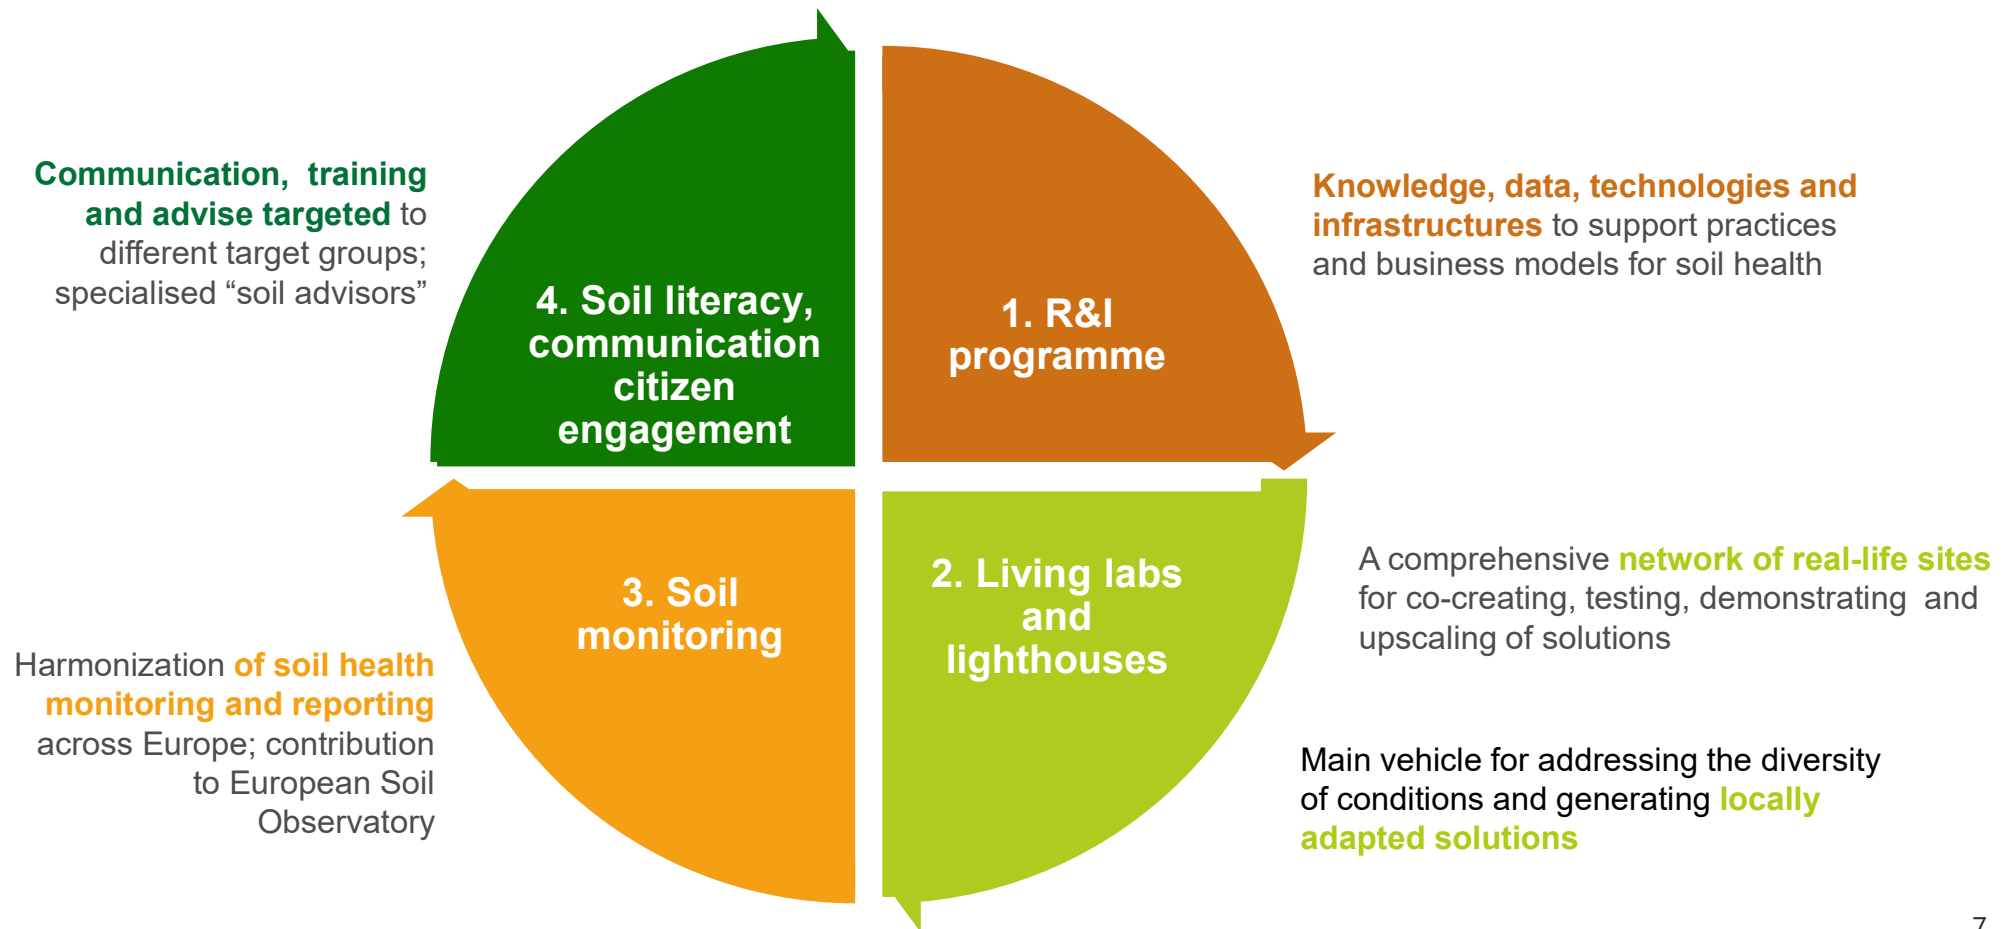 Communication, training
and advise targeted to
different target groups;
specialised “soil advisors”
4. Soil literacy,
communication
citizen
engagement
1. R&I
programme
Knowledge, data, technologies and
infrastructures to support practices
and business models for soil health
2. Living labs
and
lighthouses
A comprehensive network of real-life sites
for co-creating, testing, demonstrating and
upscaling of solutions
Main vehicle for addressing the diversity
of conditions and generating locally
adapted solutions
3. Soil
monitoring
Harmonization of soil health
monitoring and reporting
across Europe; contribution
to European Soil
Observatory
7